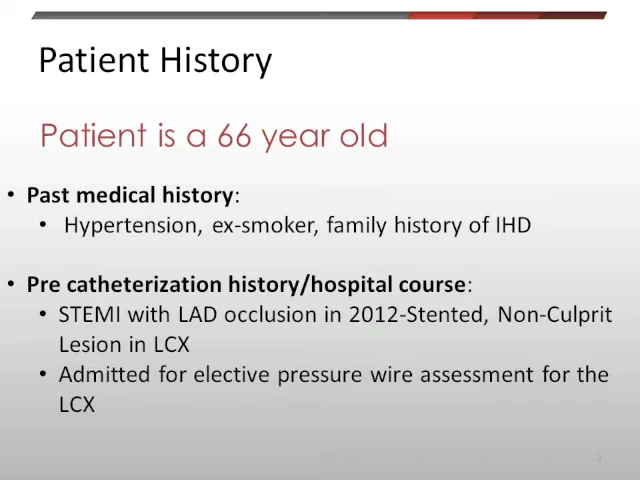 Patient History
Patient is a 66 year old
• Past medical history:
• Hypertension, ex-smoker, family history of IHD
• Pre catheterization history/hospital course:
• STEMI with LAD occlusion in 2012-Stented, Non-Culprit
Lesion in LCX
• Admitted for elective pressure wire assessment for the
LCX